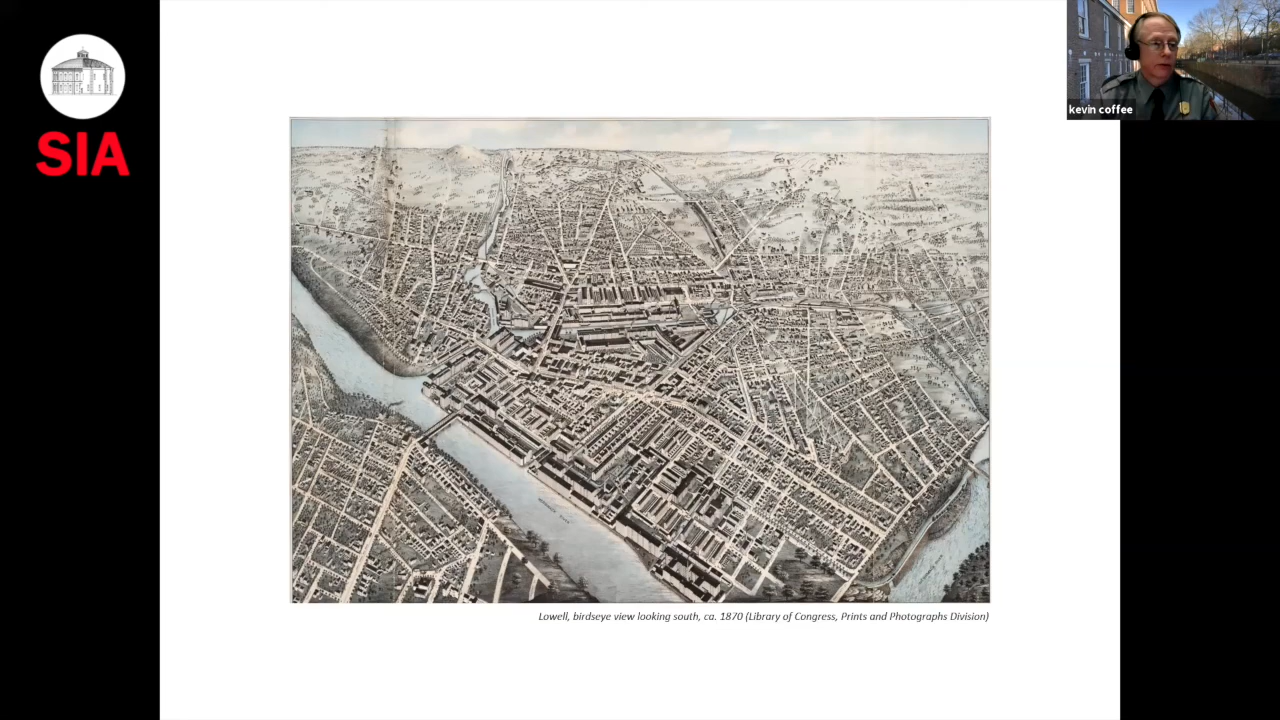 SIA
kevin coffee
Lowell, birdseye view looking south, ca. 1870 (Library of Congress, Prints and Photographs Division)